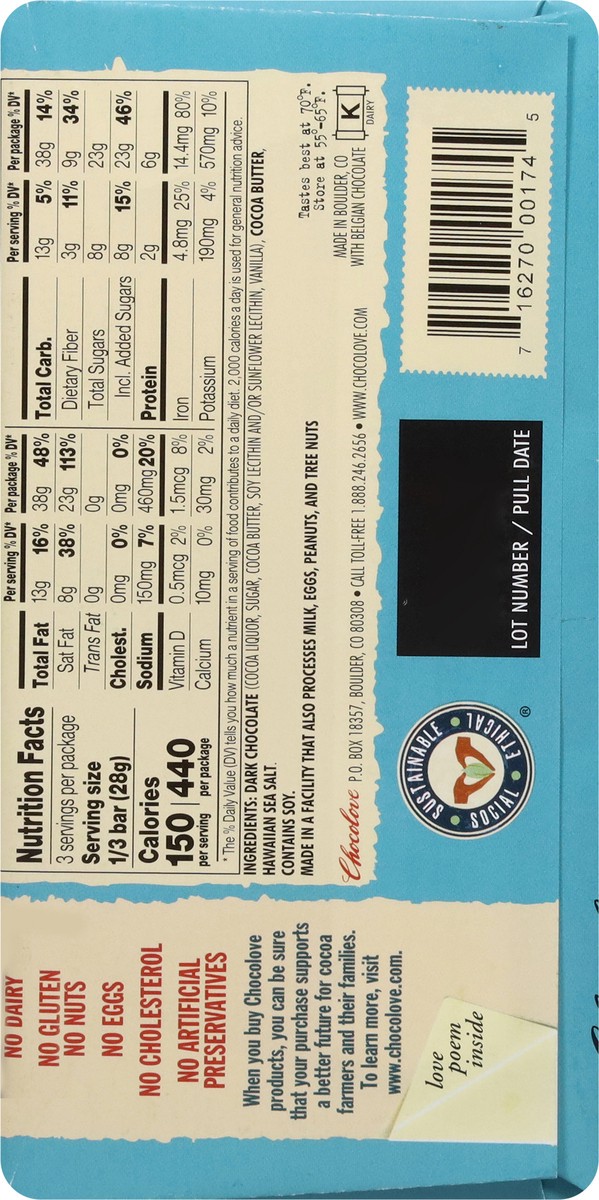 NO DAIRY
NO GLUTEN
NO NUTS
NO EGGS
NO CHOLESTEROL
NO ARTIFICIAL
PRESERVATIVES
When you buy Chocolove
products, you can be sure
that your purchase supports
a better future for cocoa
farmers and their families.
To learn more, visit
www.chocolove.com.
love
poem
inside
Nutrition Facts
3 servings per package
Serving size
1/3 bar (28g)
Calories
150 | 440
per serving per package
Per serving % DV* Per package % DV*
Total Fat 13g 16% 38g 48%
Sat Fat 8g 38% 23g 113%
Trans Fat 0g 0g
Cholest. 0mg 0% 0mg 0%
Sodium 150mg 7% 460mg 20%
Vitamin D 0.5mcg 2% 1.5mcg 8%
Calcium 10mg 0% 30mg 2%
Per serving % DV* Per package % DV*
Total Carb. 13g 5% 38g 14%
Dietary Fiber 3g 11% 9g 34%
Total Sugars 8g 23g
Incl. Added Sugars 8g 15% 23g 46%
Protein 2g 6g
Iron 4.8mg 25% 14.4mg 80%
Potassium 190mg 4% 570mg 10%
*The % Daily Value (DV) tells you how much a nutrient in a serving of food contributes to a daily diet. 2,000 calories a day is used for general nutrition advice.
INGREDIENTS: DARK CHOCOLATE (COCOA LIQUOR, SUGAR, COCOA BUTTER, SOY LECITHIN AND/OR SUNFLOWER LECITHIN, VANILLA), COCOA BUTTER,
HAWAIIAN SEA SALT.
CONTAINS SOY.
MADE IN A FACILITY THAT ALSO PROCESSES MILK, EGGS, PEANUTS, AND TREE NUTS
Tastes best at 70°F.
Store at 55°-65°F.
MADE IN BOULDER, CO
WITH BELGIAN CHOCOLATE
K
DAIRY
Chocolove P.O. BOX 18357, BOULDER, CO 80308 • CALL TOLL-FREE 1.888.246.2656 • WWW.CHOCOLOVE.COM
SUSTAINABLE • ETHICAL • SOCIAL •
®
LOT NUMBER / PULL DATE
7 16270 00174 5